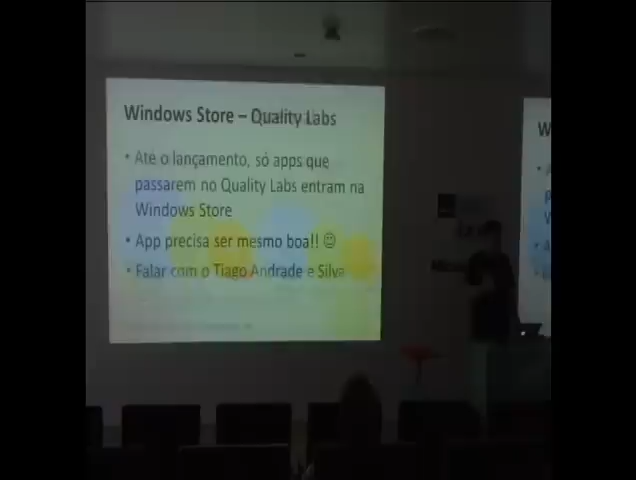 Windows Store – Quality Labs
• Até o lançamento, só apps que
passarem no Quality Labs entram na
Windows Store
• App precisa ser mesmo boa!! ☺
• Falar com o Tiago Andrade e Silva
W